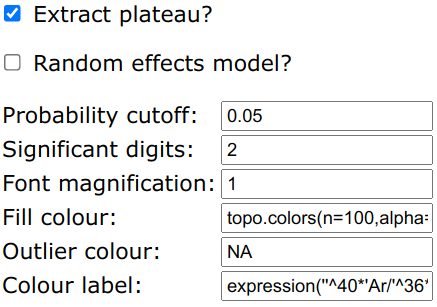 Extract plateau?
Random effects model?
Probability cutoff: 0.05
Significant digits: 2
Font magnification: 1
Fill colour: topo.colors(n=100,alpha=
Outlier colour: NA
Colour label: expression(''^40*'Ar/'^36*